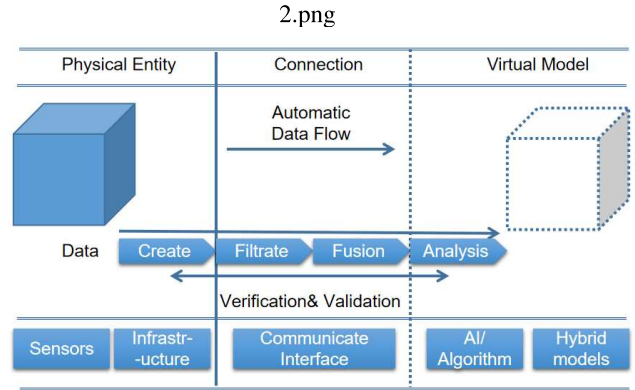 2.png
Physical Entity Connection Virtual Model
Automatic
Data Flow
Data Create Filtrate Fusion Analysis
Verification& Validation
Sensors
Infrastr-
-ucture
Communicate
Interface
AI/
Algorithm
Hybrid
models